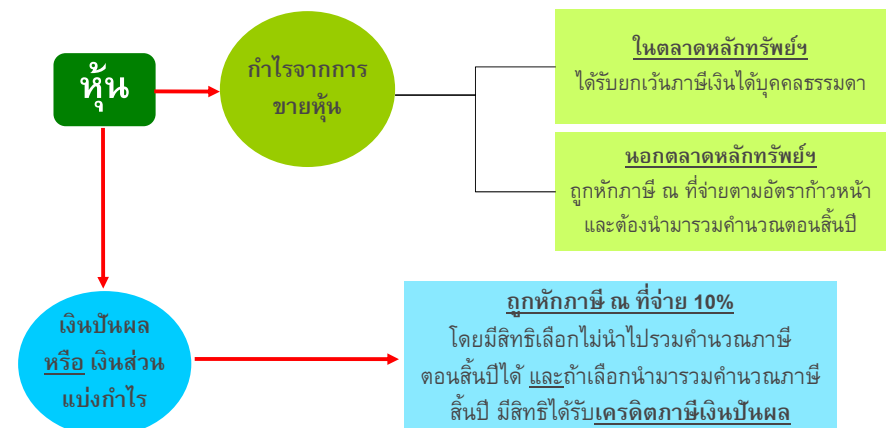 หุ้น
กำไรจากการ
ขายหุ้น
ในตลาดหลักทรัพย์ฯ
ได้รับยกเว้นภาษีเงินได้บุคคลธรรมดา
นอกตลาดหลักทรัพย์ฯ
ถูกหักภาษี ณ ที่จ่ายตามอัตราก้าวหน้า
และต้องนำมารวมคำนวณตอนสิ้นปี
เงินปันผล
หรือ เงินส่วน
แบ่งกำไร
ถูกหักภาษี ณ ที่จ่าย 10%
โดยมีสิทธิเลือกไม่นำไปรวมคำนวณภาษี
ตอนสิ้นปีได้ และถ้าเลือกนำมารวมคำนวณภาษี
สิ้นปี มีสิทธิได้รับเครดิตภาษีเงินปันผล